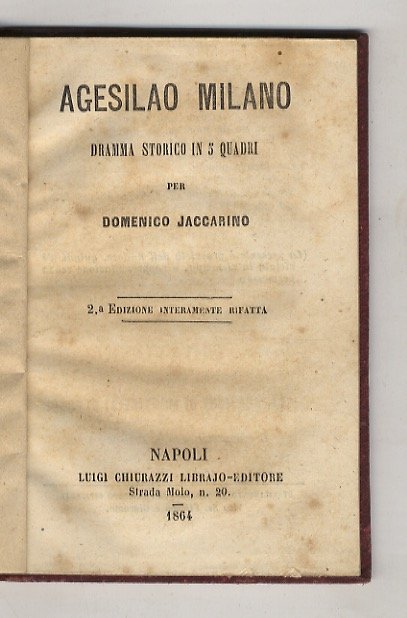 AGESILAO MILANO
DRAMMA STORICO IN 5 QUADRI
PER
DOMENICO JACCARINO
2.a EDIZIONE INTERAMENTE RIFATTA
NAPOLI
LUIGI CHIURAZZI LIBRAJO-EDITORE
Strada Molo, n. 20.
1864